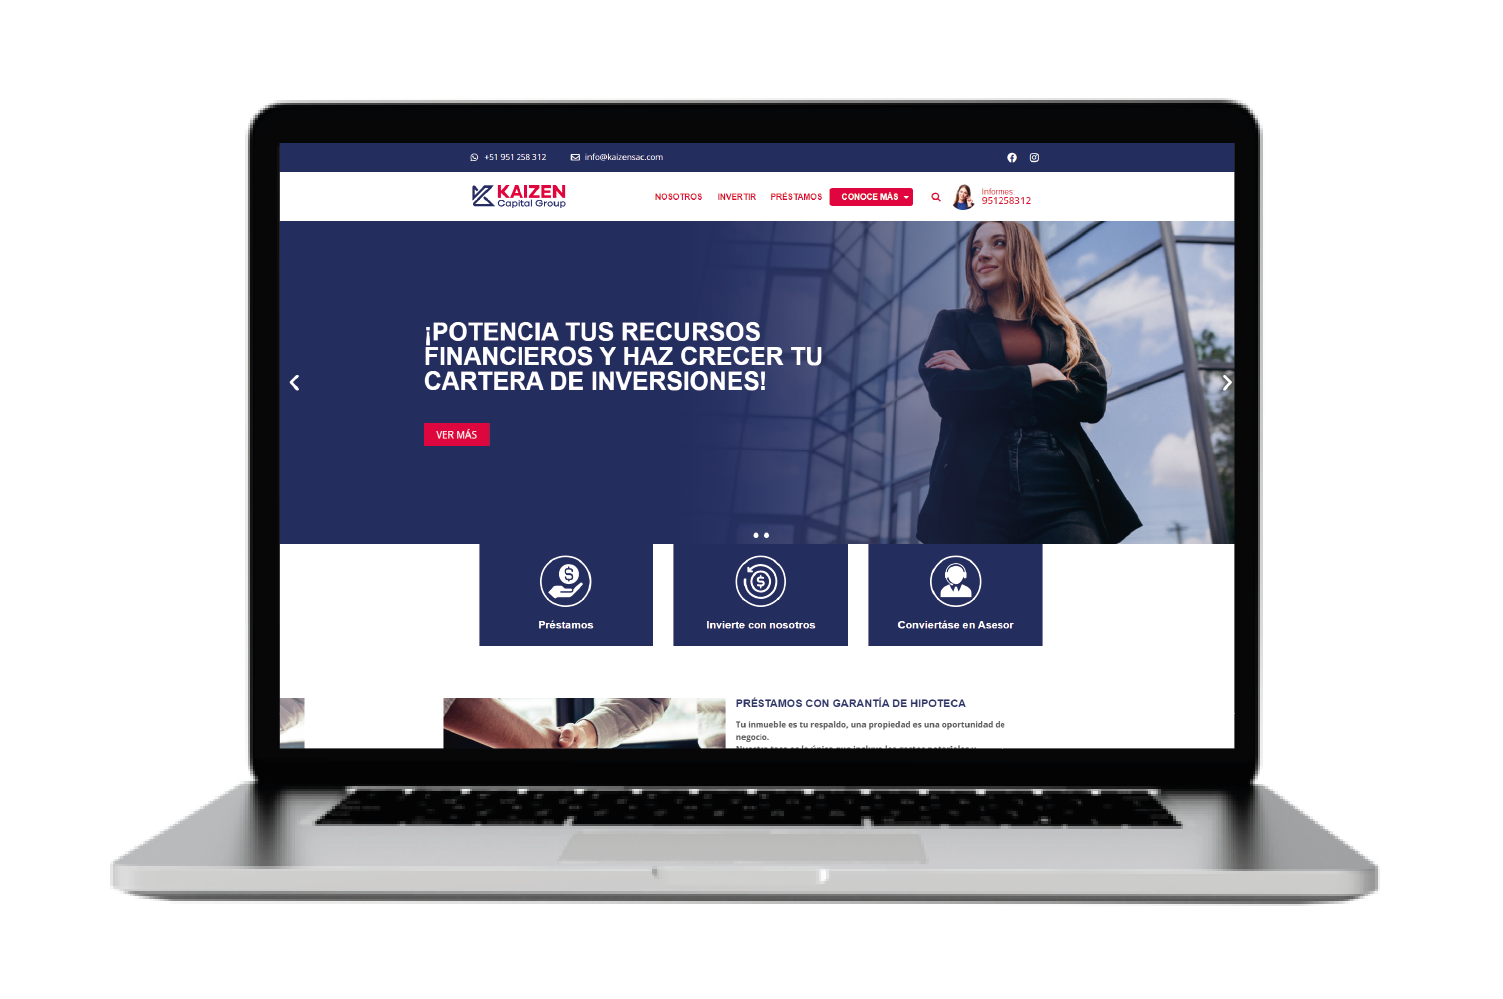 +51 951 258 312 info@kaizensac.com
KAIZEN
Capital Group
NOSOTROS INVERTIR PRÉSTAMOS CONOCE MÁS
Informes
951258312
¡POTENCIA TUS RECURSOS
FINANCIEROS Y HAZ CRECER TU
CARTERA DE INVERSIONES!
VER MÁS
Préstamos
Invierte con nosotros
Conviertáse en Asesor
PRÉSTAMOS CON GARANTÍA DE HIPOTECA
Tu inmueble es tu respaldo, una propiedad es una oportunidad de
negocio.